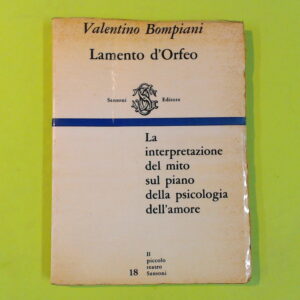 Valentino Bompiani
Lamento d'Orfeo
Sansoni Editore
La
interpretazione
del mito
sul piano
della psicologia
dell'amore
Il
piccolo
teatro
18 Sansoni